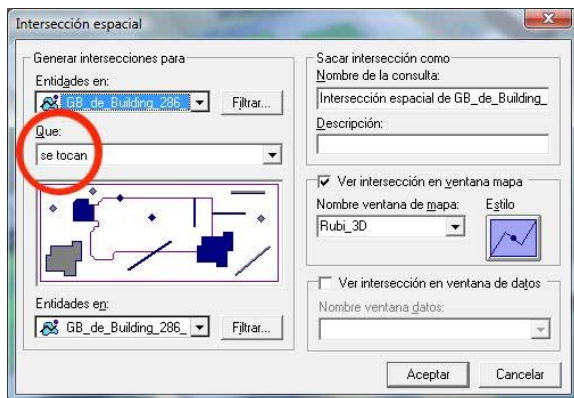 Intersección espacial
Generar intersecciones para
Entidades en:
GB_de_Building_286_
Filtrar...
Que:
se tocan
Entidades en:
GB_de_Building_286_
Filtrar...
Sacar intersección como
Nombre de la consulta:
Intersección espacial de GB_de_Building_
Descripción:
Ver intersección en ventana mapa
Nombre ventana de mapa:
Estilo
Rubi_3D
Ver intersección en ventana de datos
Nombre ventana datos:
Aceptar
Cancelar